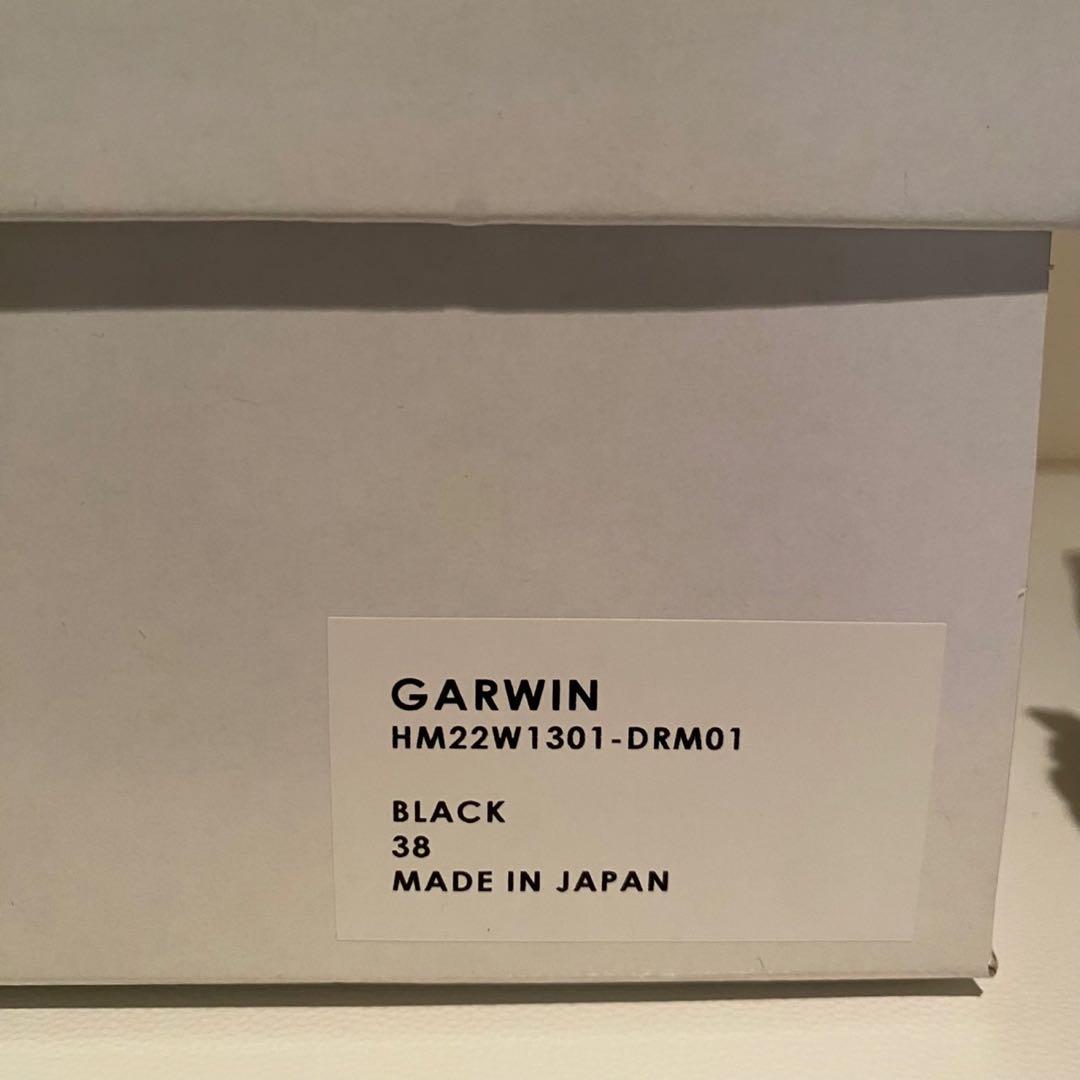 GARWIN
HM22W1301-DRM01
BLACK
38
MADE IN JAPAN